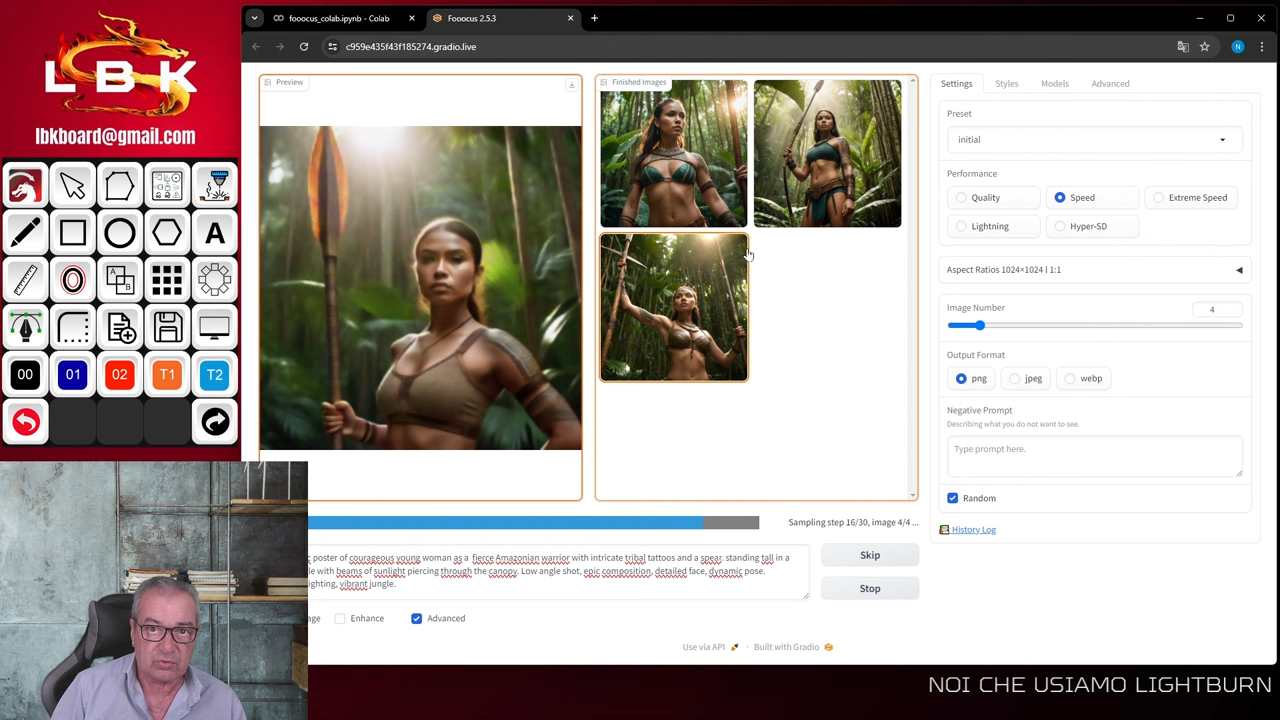 LBK
lbkboard@gmail.com
A
A
B
00
01
02
T1
T2
fooocus_colab.ipynb - Colab
Fooocus 2.5.3
c959e435f43f185274.gradio.live
N
Preview
Finished Images
Sampling step 16/30, image 4/4 ...
poster of courageous young woman as a fierce Amazonian warrior with intricate tribal tattoos and a spear. standing tall in a
with beams of sunlight piercing through the canopy. Low angle shot, epic composition, detailed face, dynamic pose.
vibrant jungle.
Skip
Stop
Enhance
Advanced
Use via API
Built with Gradio
Settings
Styles
Models
Advanced
Preset
initial
Performance
Quality
Speed
Extreme Speed
Lightning
Hyper-SD
Aspect Ratios 1024×1024 | 1:1
Image Number
4
Output Format
png
jpeg
webp
Negative Prompt
Describing what you do not want to see.
Type prompt here.
Random
History Log
NOI CHE USIAMO LIGHTBURN